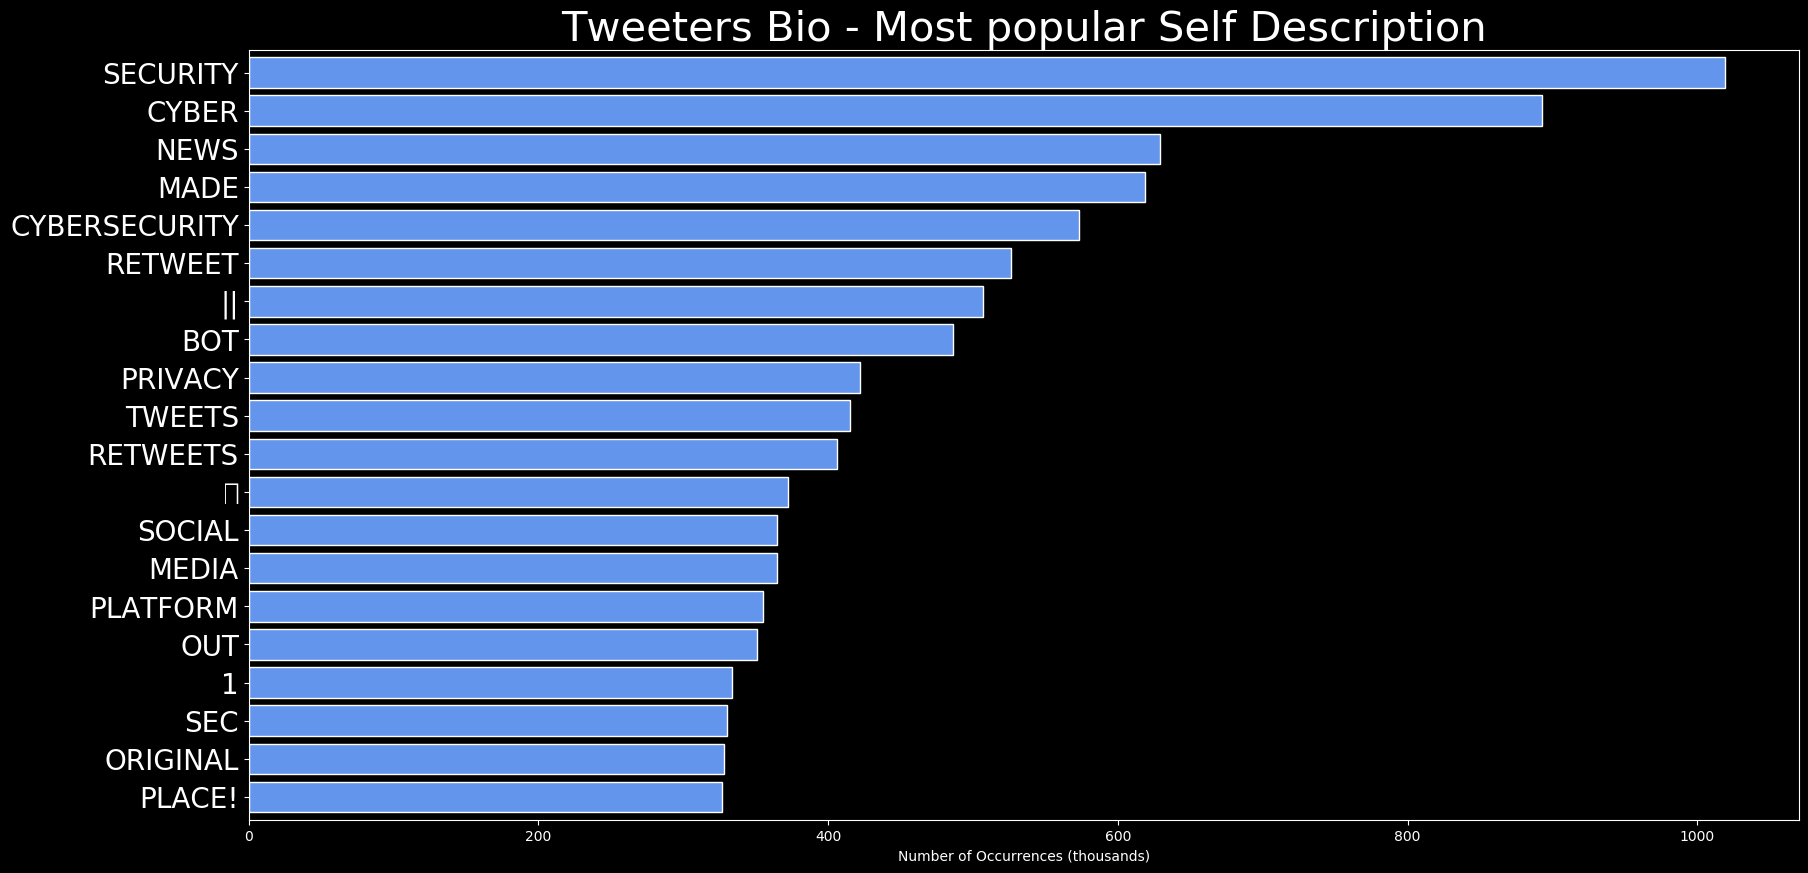 Tweeters Bio - Most popular Self Description
SECURITY
CYBER
NEWS
MADE
CYBERSECURITY
RETWEET
||
BOT
PRIVACY
TWEETS
RETWEETS
SOCIAL
MEDIA
PLATFORM
OUT
1
SEC
ORIGINAL
PLACE!
0 200 400 600 800 1000
Number of Occurrences (thousands)